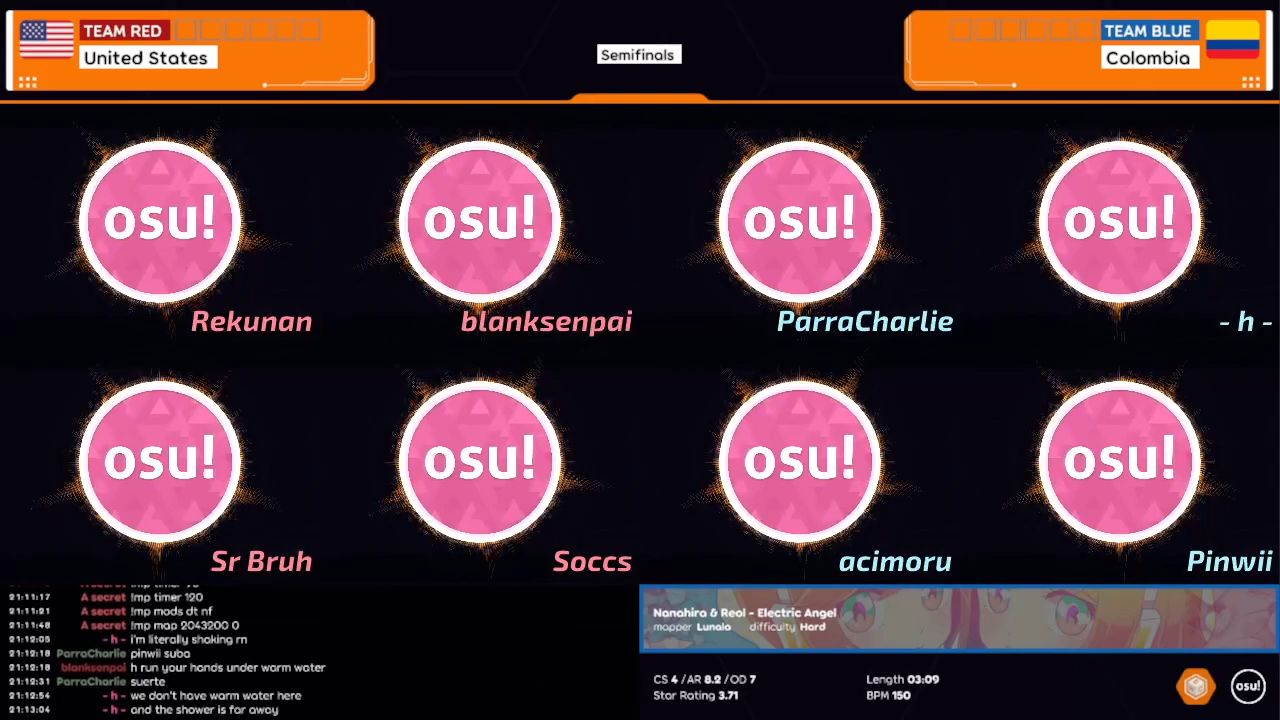 TEAM RED
United States
Semifinals
TEAM BLUE
Colombia
osu!
osu!
osu!
osu!
Rekunan
blanksenpai
ParraCharlie
- h -
osu!
osu!
osu!
osu!
Sr Bruh
Soccs
acimoru
Pinwii
21:11:17 A secret !mp timer 120
21:11:21 A secret !mp mods dt nf
21:11:48 A secret !mp map 2043200 0
21:12:05 - h - i'm literally shaking rn
21:12:18 ParraCharlie pinwii suba
21:12:18 blanksenpai h run your hands under warm water
21:12:31 ParraCharlie suerte
21:12:54 - h - we don't have warm water here
21:13:04 - h - and the shower is far away
Nanahira & Reol - Electric Angel
mapper Lunala difficulty Hard
CS 4 / AR 8.2 / OD 7
Star Rating 3.71
Length 03:09
BPM 150
osu!